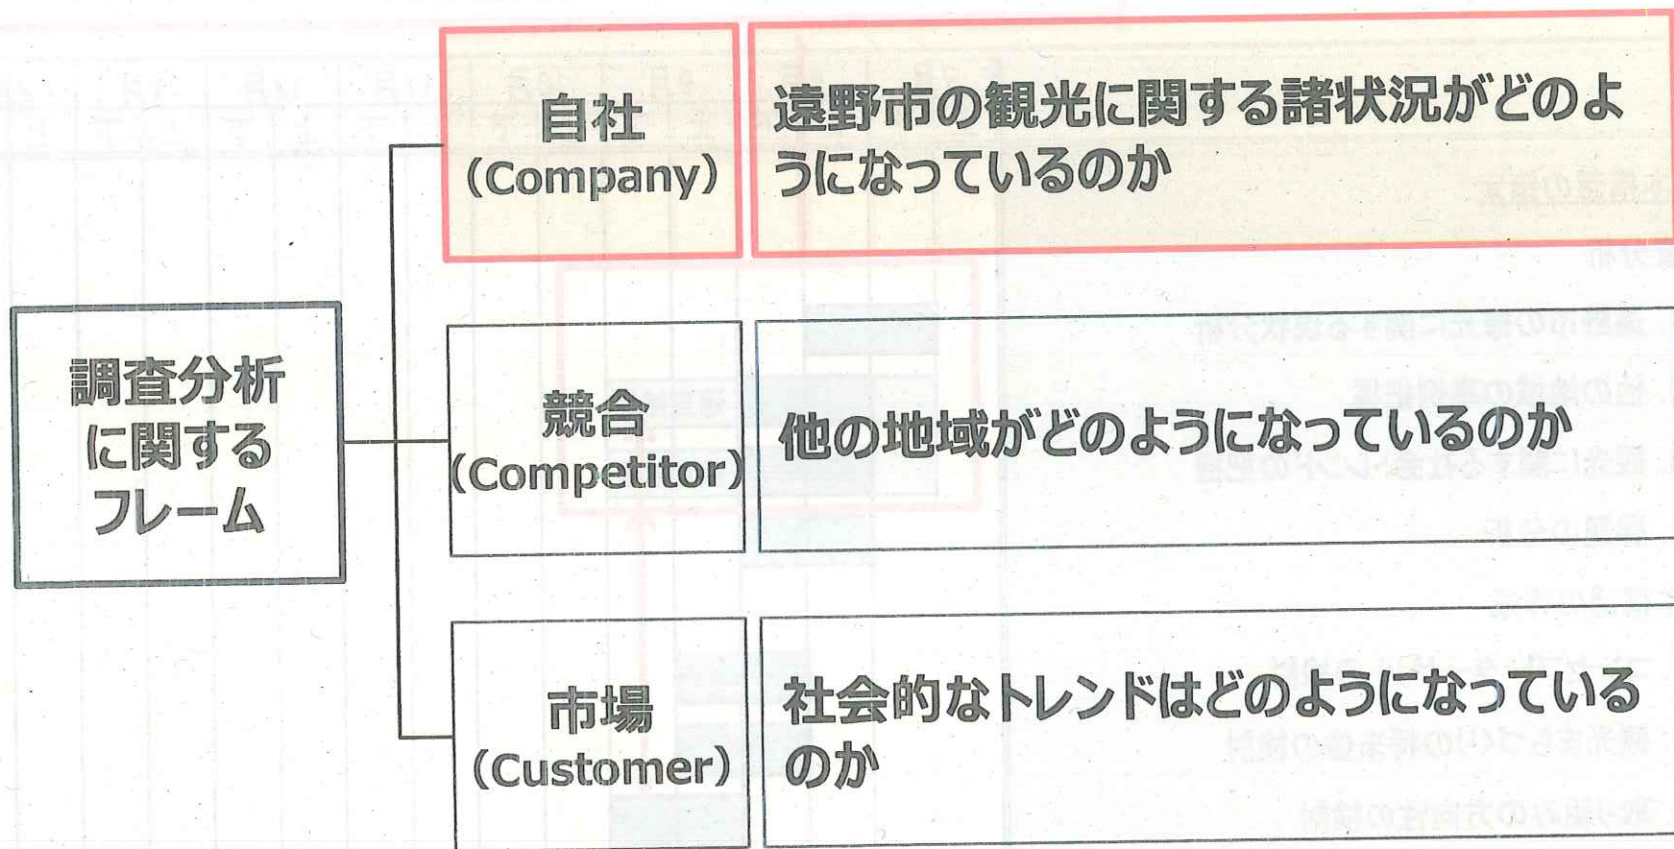 調査分析
に関する
フレーム
自社
(Company)
遠野市の観光に関する諸状況がどのよ
うになっているのか
競合
(Competitor)
他の地域がどのようになっているのか
市場
(Customer)
社会的なトレンドはどのようになっている
のか